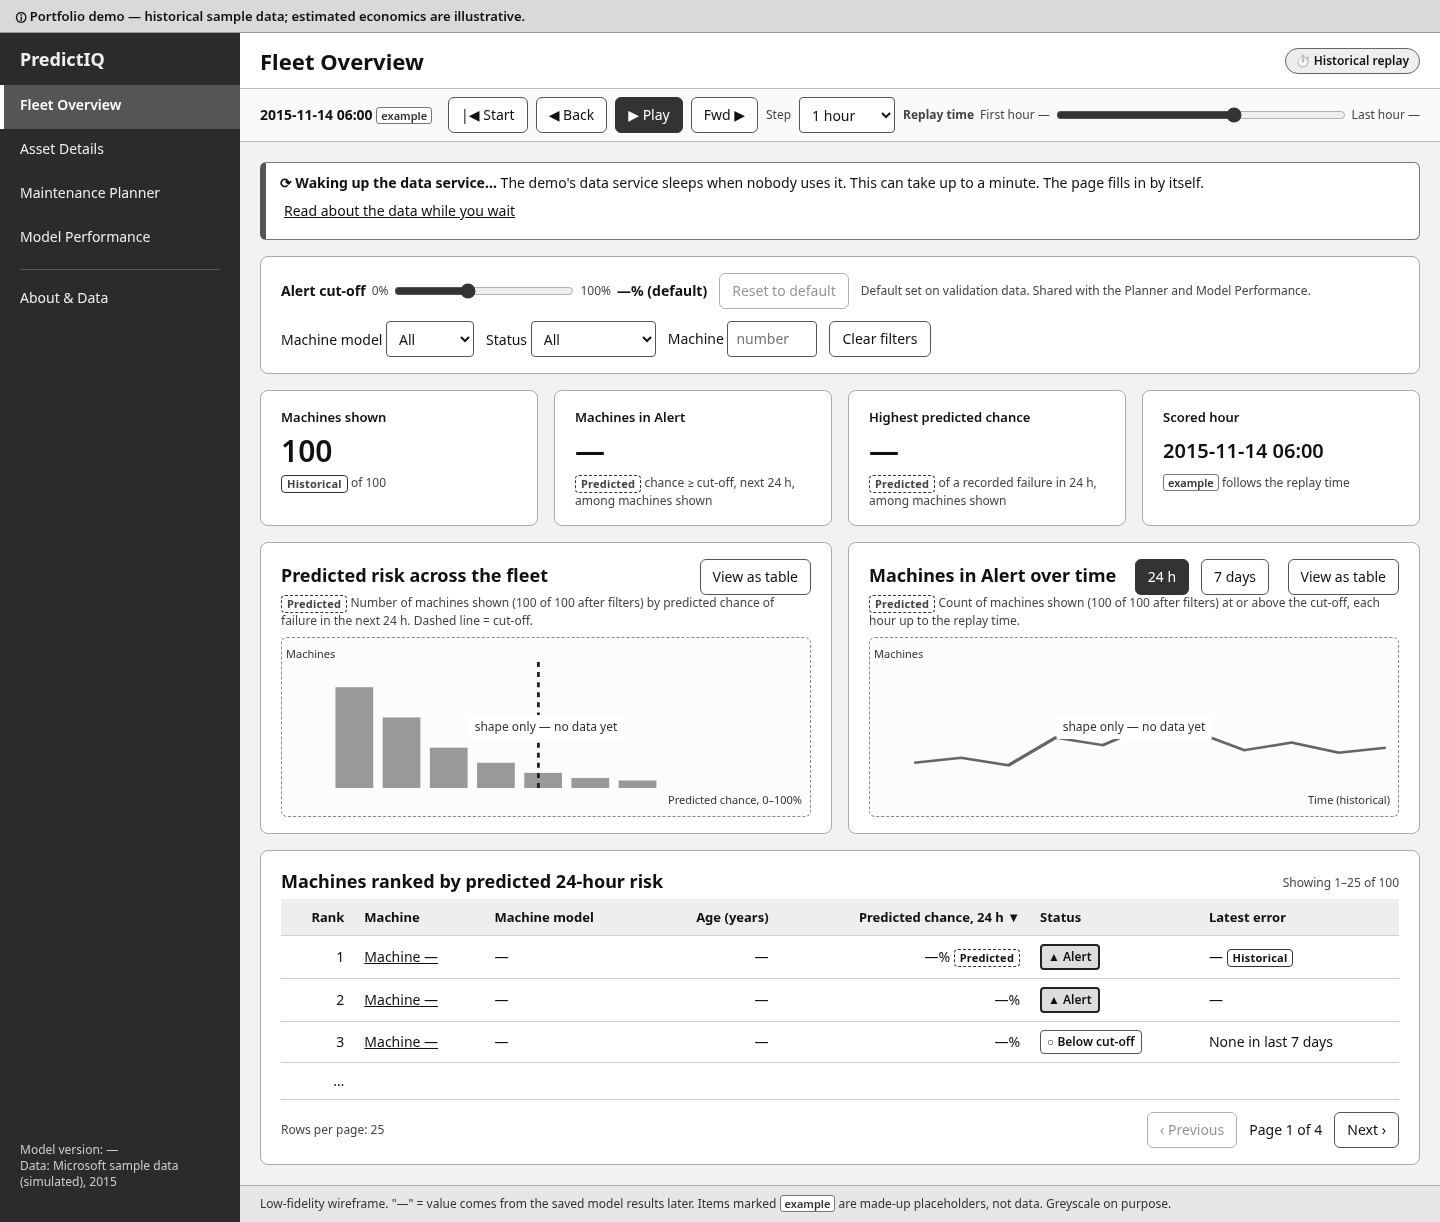 ⓘ Portfolio demo — historical sample data; estimated economics are illustrative.
PredictIQ
Fleet Overview
Asset Details
Maintenance Planner
Model Performance
About & Data
Model version: —
Data: Microsoft sample data
(simulated), 2015
Fleet Overview
⏱ Historical replay
2015-11-14 06:00 example |◀ Start ◀ Back ▶ Play Fwd ▶ Step 1 hour Replay time First hour — Last hour —
⟳ Waking up the data service... The demo's data service sleeps when nobody uses it. This can take up to a minute. The page fills in by itself.
Read about the data while you wait
Alert cut-off 0% 100% —% (default) Reset to default Default set on validation data. Shared with the Planner and Model Performance.
Machine model All Status All Machine number Clear filters
Machines shown
100
Historical of 100
Machines in Alert
—
Predicted chance ≥ cut-off, next 24 h,
among machines shown
Highest predicted chance
—
Predicted of a recorded failure in 24 h,
among machines shown
Scored hour
2015-11-14 06:00
example follows the replay time
Predicted risk across the fleet View as table
Predicted Number of machines shown (100 of 100 after filters) by predicted chance of
failure in the next 24 h. Dashed line = cut-off.
Machines
shape only — no data yet
Predicted chance, 0–100%
Machines in Alert over time 24 h 7 days View as table
Predicted Count of machines shown (100 of 100 after filters) at or above the cut-off, each
hour up to the replay time.
Machines
shape only — no data yet
Time (historical)
Machines ranked by predicted 24-hour risk Showing 1–25 of 100
Rank Machine Machine model Age (years) Predicted chance, 24 h ▼ Status Latest error
1 Machine — — — —% Predicted ▲ Alert — Historical
2 Machine — — — —% ▲ Alert —
3 Machine — — — —% ○ Below cut-off None in last 7 days
...
Rows per page: 25 ‹ Previous Page 1 of 4 Next ›
Low-fidelity wireframe. "—" = value comes from the saved model results later. Items marked example are made-up placeholders, not data. Greyscale on purpose.